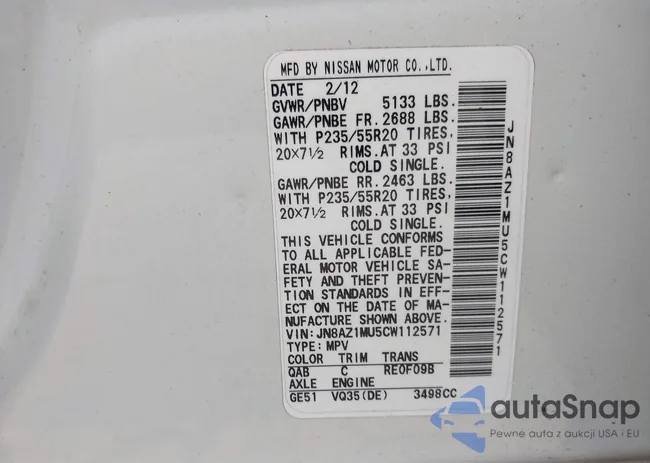 MFD BY NISSAN MOTOR CO.,LTD.
DATE 2/12
GVWR/PNBV 5133 LBS.
GAWR/PNBE FR. 2688 LBS.
WITH P235/55R20 TIRES,
20X7½ RIMS. AT 33 PSI
COLD SINGLE.
GAWR/PNBE RR. 2463 LBS.
WITH P235/55R20 TIRES,
20X7½ RIMS. AT 33 PSI
COLD SINGLE.
THIS VEHICLE CONFORMS
TO ALL APPLICABLE FED-
ERAL MOTOR VEHICLE SA-
FETY AND THEFT PREVEN-
TION STANDARDS IN EFF-
ECT ON THE DATE OF MA-
NUFACTURE SHOWN ABOVE.
VIN: JN8AZ1MU5CW112571
TYPE: MPV
COLOR TRIM TRANS
QAB C RE0F09B
AXLE ENGINE
GE51 VQ35(DE) 3498CC
JN8AZ1MU5CW112571
autaSnap
Pewne auta z aukcji USA i EU